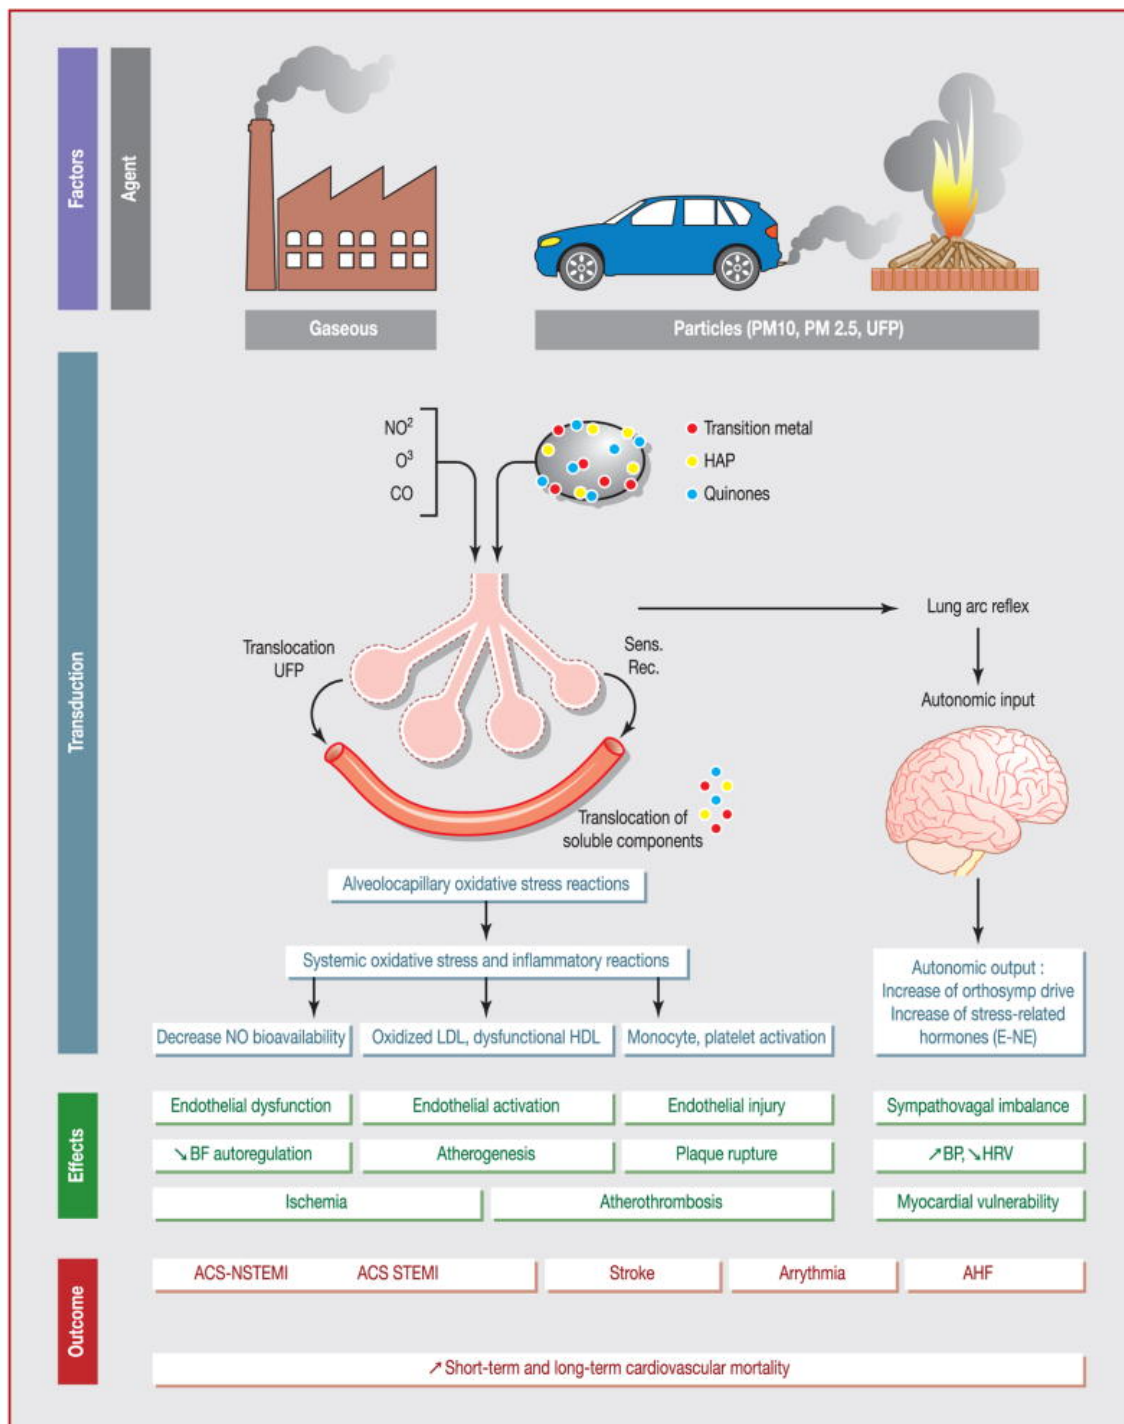 Factors
Agent
Gaseous
Particles (PM10, PM 2.5, UFP)
Transduction
NO²
O³
CO
Transition metal
HAP
Quinones
Translocation
UFP
Sens.
Rec.
Lung arc reflex
Autonomic input
Translocation of
soluble components
Alveolocapillary oxidative stress reactions
Systemic oxidative stress and inflammatory reactions
Autonomic output :
Increase of orthosymp drive
Increase of stress-related
hormones (E-NE)
Decrease NO bioavailability
Oxidized LDL, dysfunctional HDL
Monocyte, platelet activation
Effects
Endothelial dysfunction
Endothelial activation
Endothelial injury
Sympathovagal imbalance
↘ BF autoregulation
Atherogenesis
Plaque rupture
↗ BP, ↘ HRV
Ischemia
Atherothrombosis
Myocardial vulnerability
Outcome
ACS-NSTEMI
ACS STEMI
Stroke
Arrythmia
AHF
↗ Short-term and long-term cardiovascular mortality